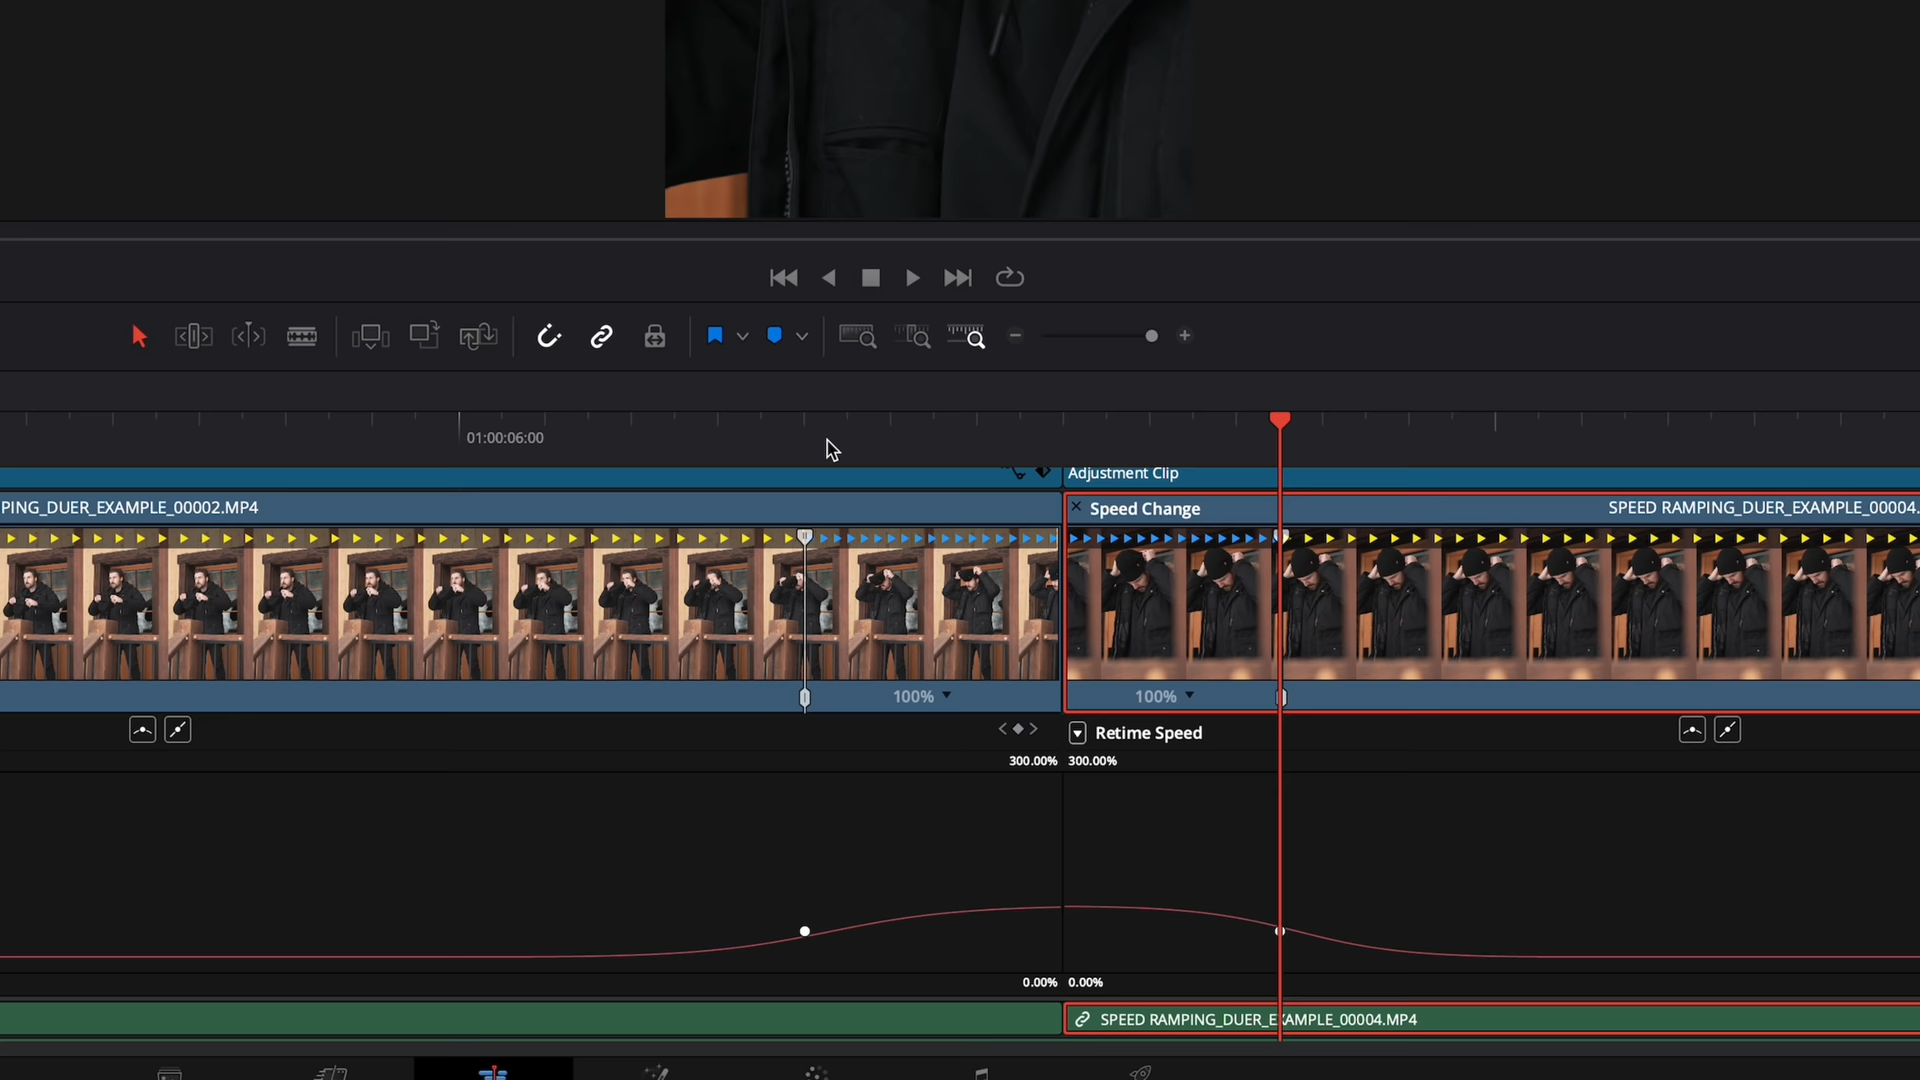 01:00:06:00
Adjustment Clip
PING_DUER_EXAMPLE_00002.MP4
Speed Change
SPEED RAMPING_DUER_EXAMPLE_00004.
100%
100%
Retime Speed
300.00%
300.00%
0.00%
0.00%
SPEED RAMPING_DUER_EXAMPLE_00004.MP4